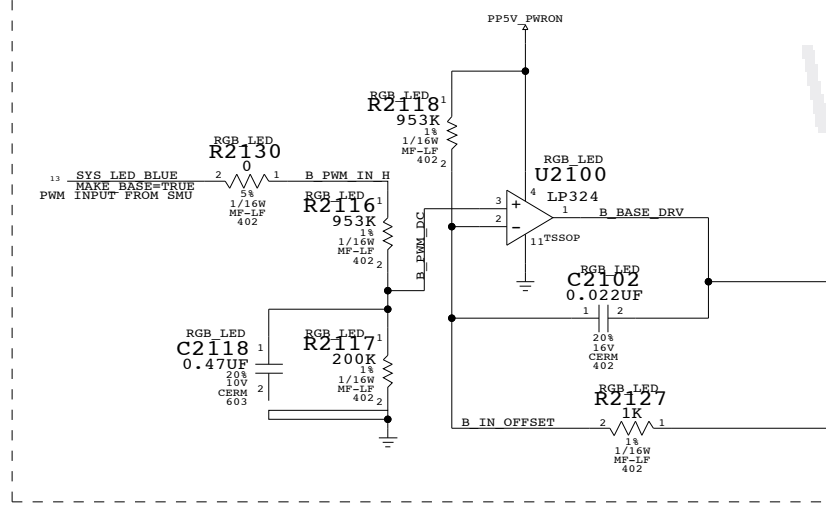 PP5V_PWRON
RGB_LED
R2118
953K
1%
1/16W
MF-LF
402
1
2
RGB_LED
R2130
0
5%
1/16W
MF-LF
402
2
1
13
SYS_LED_BLUE
MAKE_BASE=TRUE
PWM INPUT FROM SMU
B_PWM_IN_H
RGB_LED
R2116
953K
1%
1/16W
MF-LF
402
1
2
B_PWM_DC
RGB_LED
U2100
LP324
TSSOP
3
2
4
11
1
B_BASE_DRV
RGB_LED
C2102
0.022UF
1
2
20%
16V
CERM
402
RGB_LED
C2118
0.47UF
20%
10V
CERM
603
1
2
RGB_LED
R2117
200K
1%
1/16W
MF-LF
402
1
2
RGB_LED
R2127
1K
B_IN_OFFSET
2
1
1%
1/16W
MF-LF
402